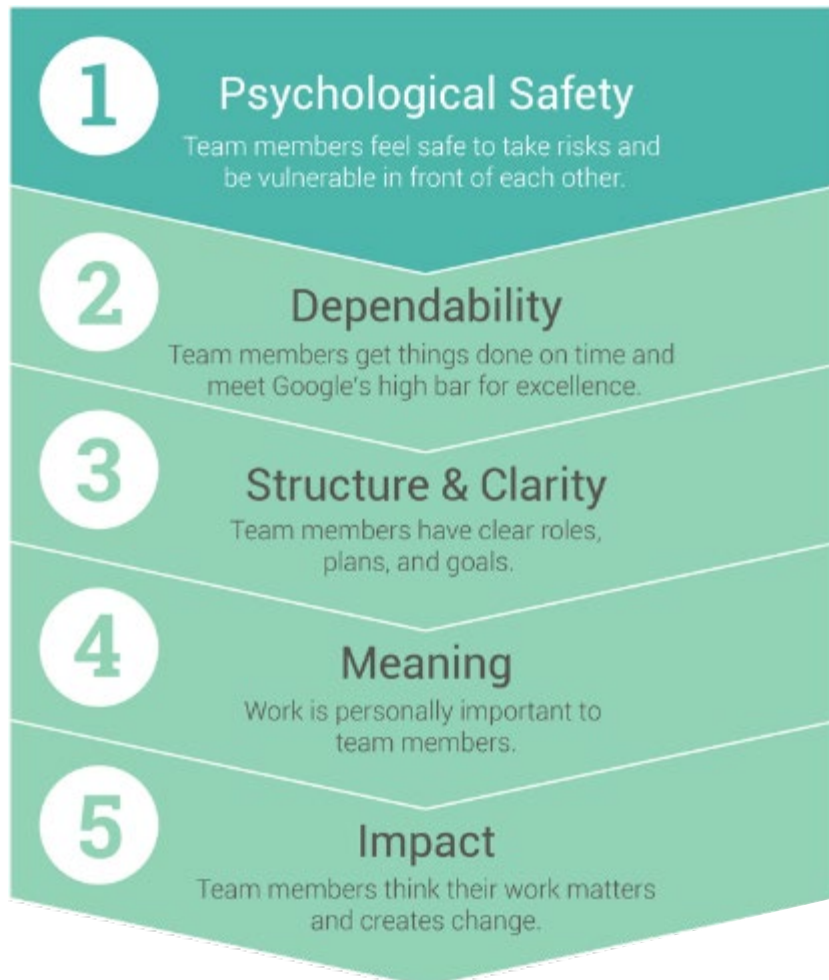 1
Psychological Safety
Team members feel safe to take risks and
be vulnerable in front of each other.
2
Dependability
Team members get things done on time and
meet Google's high bar for excellence.
3
Structure & Clarity
Team members have clear roles,
plans, and goals.
4
Meaning
Work is personally important to
team members.
5
Impact
Team members think their work matters
and creates change.